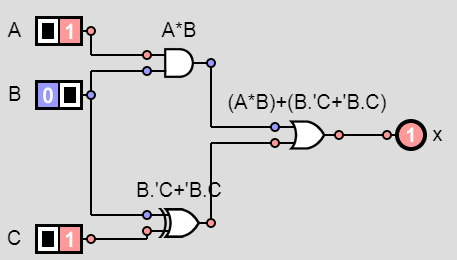 A 1 A*B
B 0
(A*B)+(B.'C+'B.C)
1 x
B.'C+'B.C
C 1